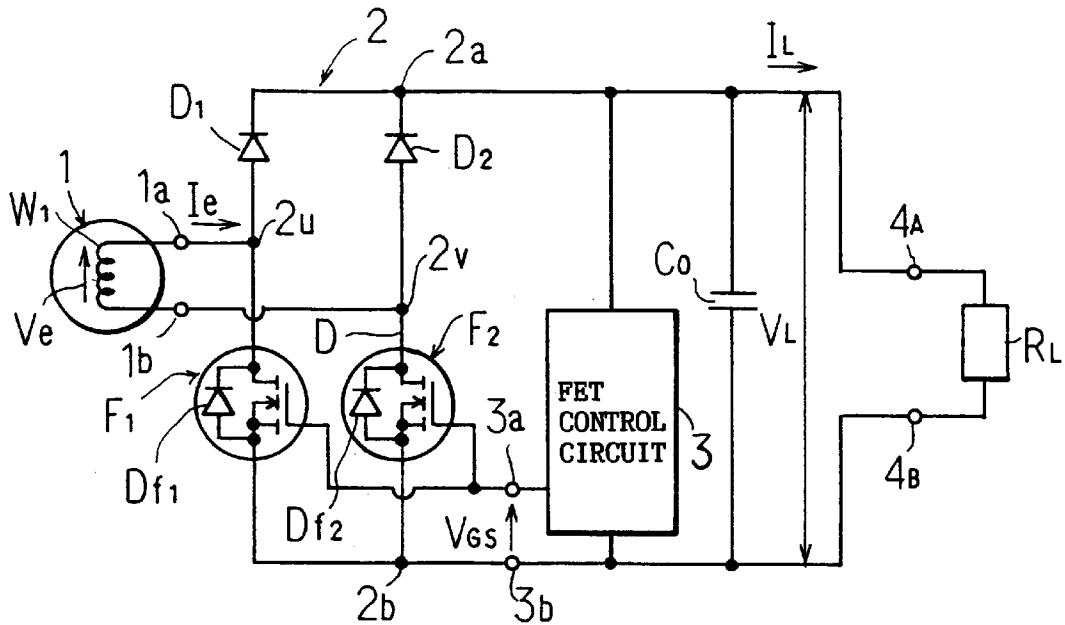 2
2a
IL
D1
D2
1
W1
1a
Ie
2u
2v
4A
Co
VL
Ve
1b
D
F2
RL
F1
FET
CONTROL
CIRCUIT
3a
3
4B
Df1
Df2
VGS
2b
3b